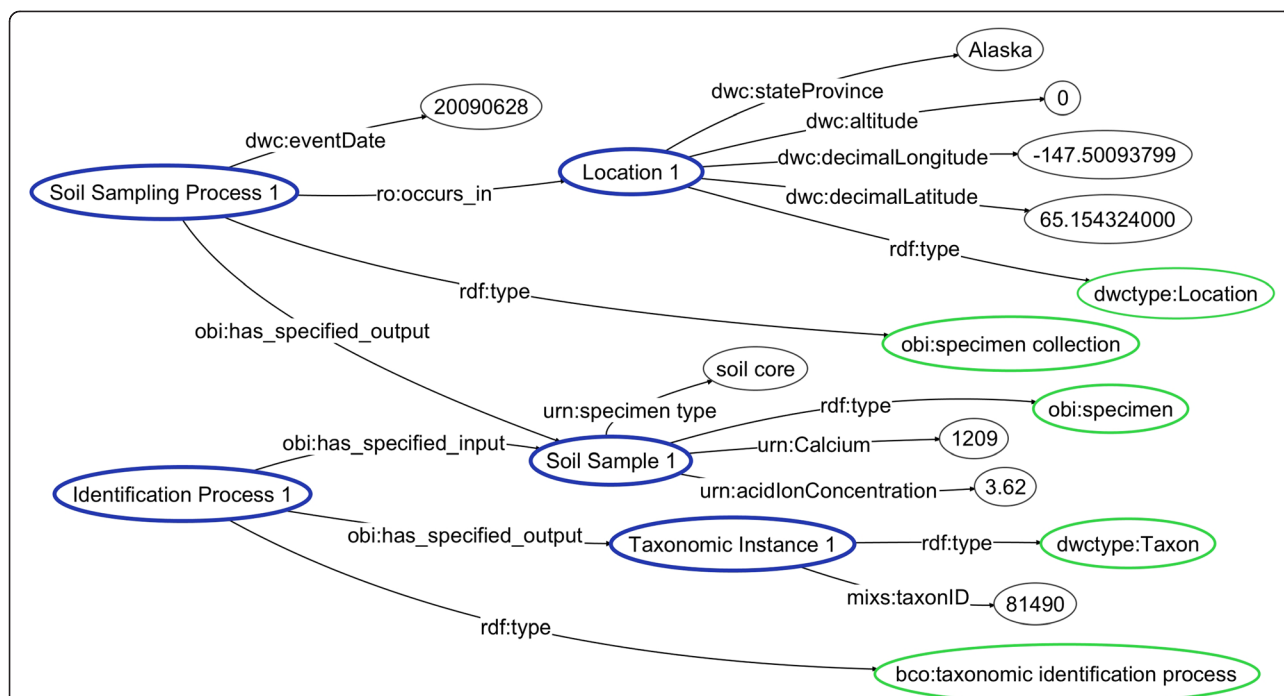 Alaska
dwc:stateProvince
20090628
0
dwc:altitude
dwc:eventDate
dwc:decimalLongitude
-147.50093799
Location 1
Soil Sampling Process 1
ro:occurs_in
dwc:decimalLatitude
65.154324000
rdf:type
rdf:type
dwctype:Location
obi:has_specified_output
obi:specimen collection
soil core
urn:specimen type
rdf:type
obi:specimen
obi:has_specified_input
urn:Calcium
1209
Soil Sample 1
Identification Process 1
urn:acidIonConcentration
3.62
obi:has_specified_output
Taxonomic Instance 1
rdf:type
dwctype:Taxon
mixs:taxonID
81490
rdf:type
bco:taxonomic identification process